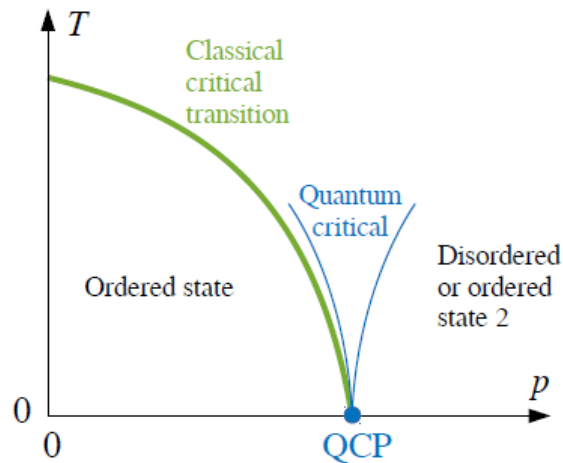 T
Classical
critical
transition
Quantum
critical
Disordered
or ordered
state 2
Ordered state
p
0
0
QCP